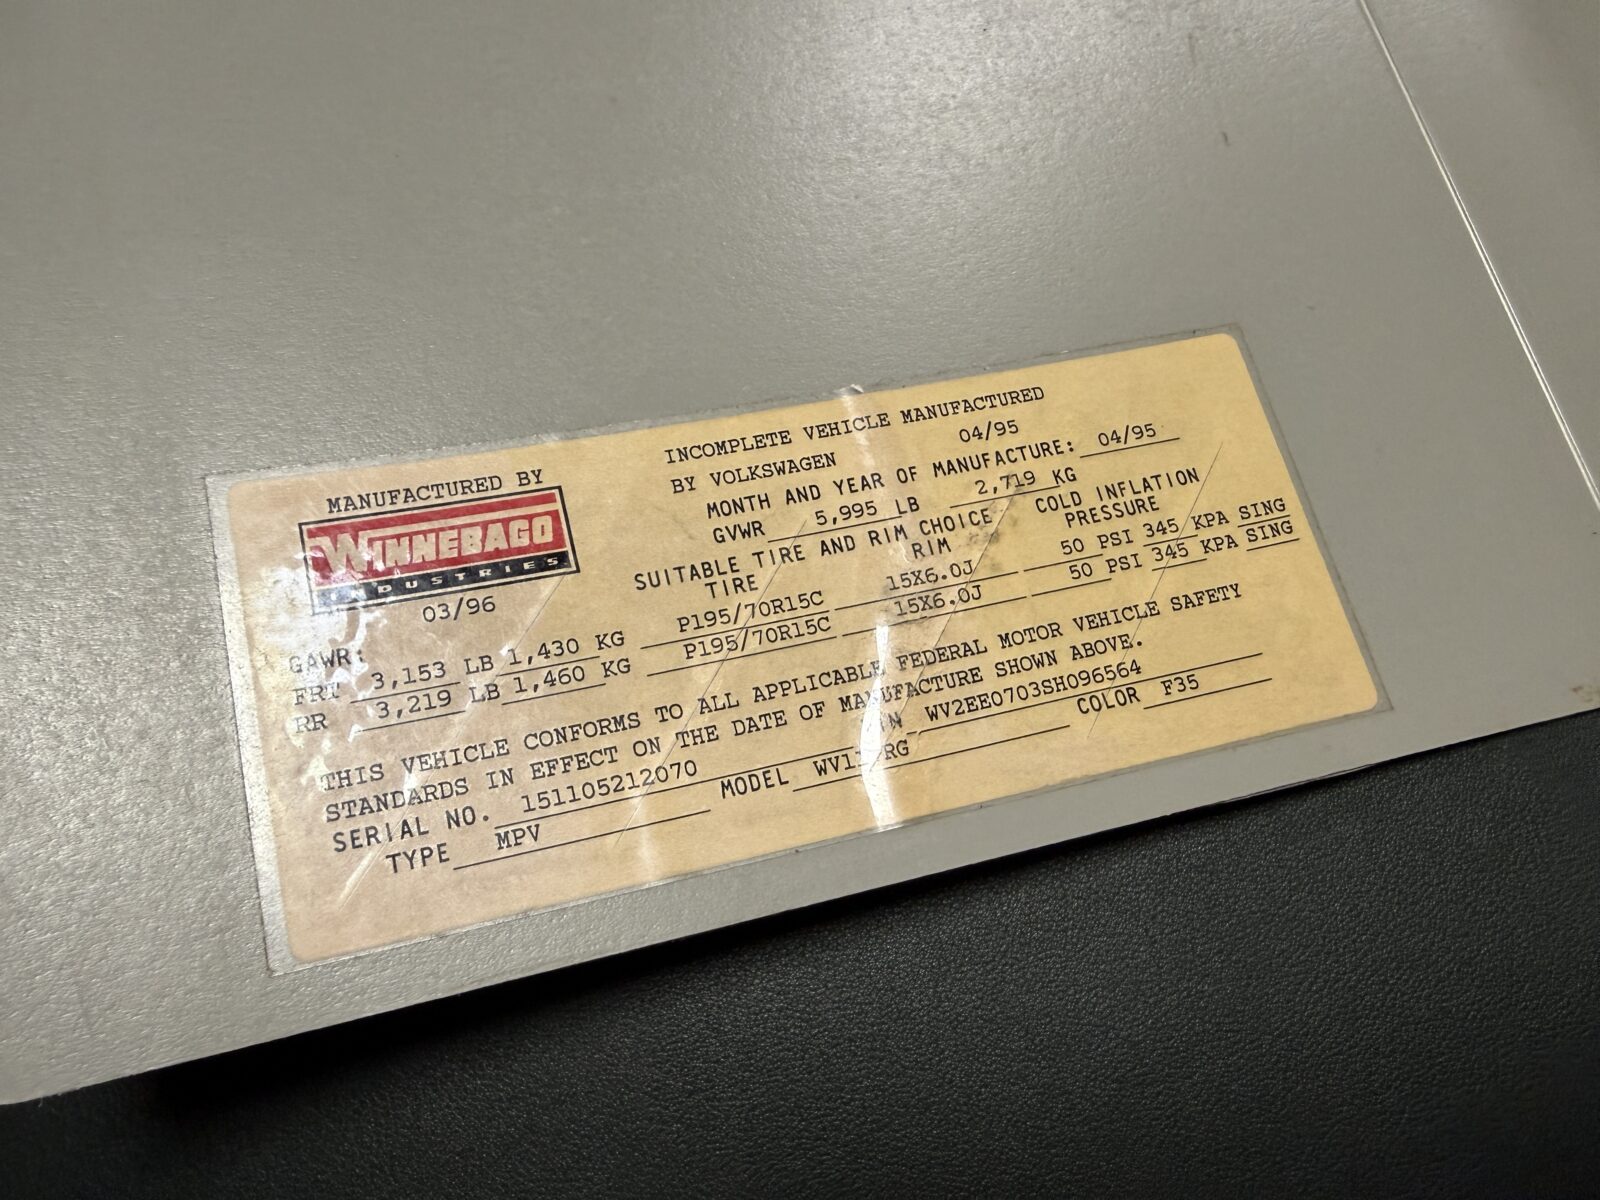 MANUFACTURED BY
WINNEBAGO
INDUSTRIES
03/96
INCOMPLETE VEHICLE MANUFACTURED
BY VOLKSWAGEN 04/95
MONTH AND YEAR OF MANUFACTURE: 04/95
GVWR 5,995 LB 2,719 KG
SUITABLE TIRE AND RIM CHOICE
TIRE RIM
COLD INFLATION
PRESSURE
GAWR:
FRT 3,153 LB 1,430 KG P195/70R15C 15X6.0J 50 PSI 345 KPA SING
RR 3,219 LB 1,460 KG P195/70R15C 15X6.0J 50 PSI 345 KPA SING
THIS VEHICLE CONFORMS TO ALL APPLICABLE FEDERAL MOTOR VEHICLE SAFETY
STANDARDS IN EFFECT ON THE DATE OF MANUFACTURE SHOWN ABOVE.
SERIAL NO. 151105212070 WV2EE0703SH096564
TYPE MPV MODEL COLOR F35